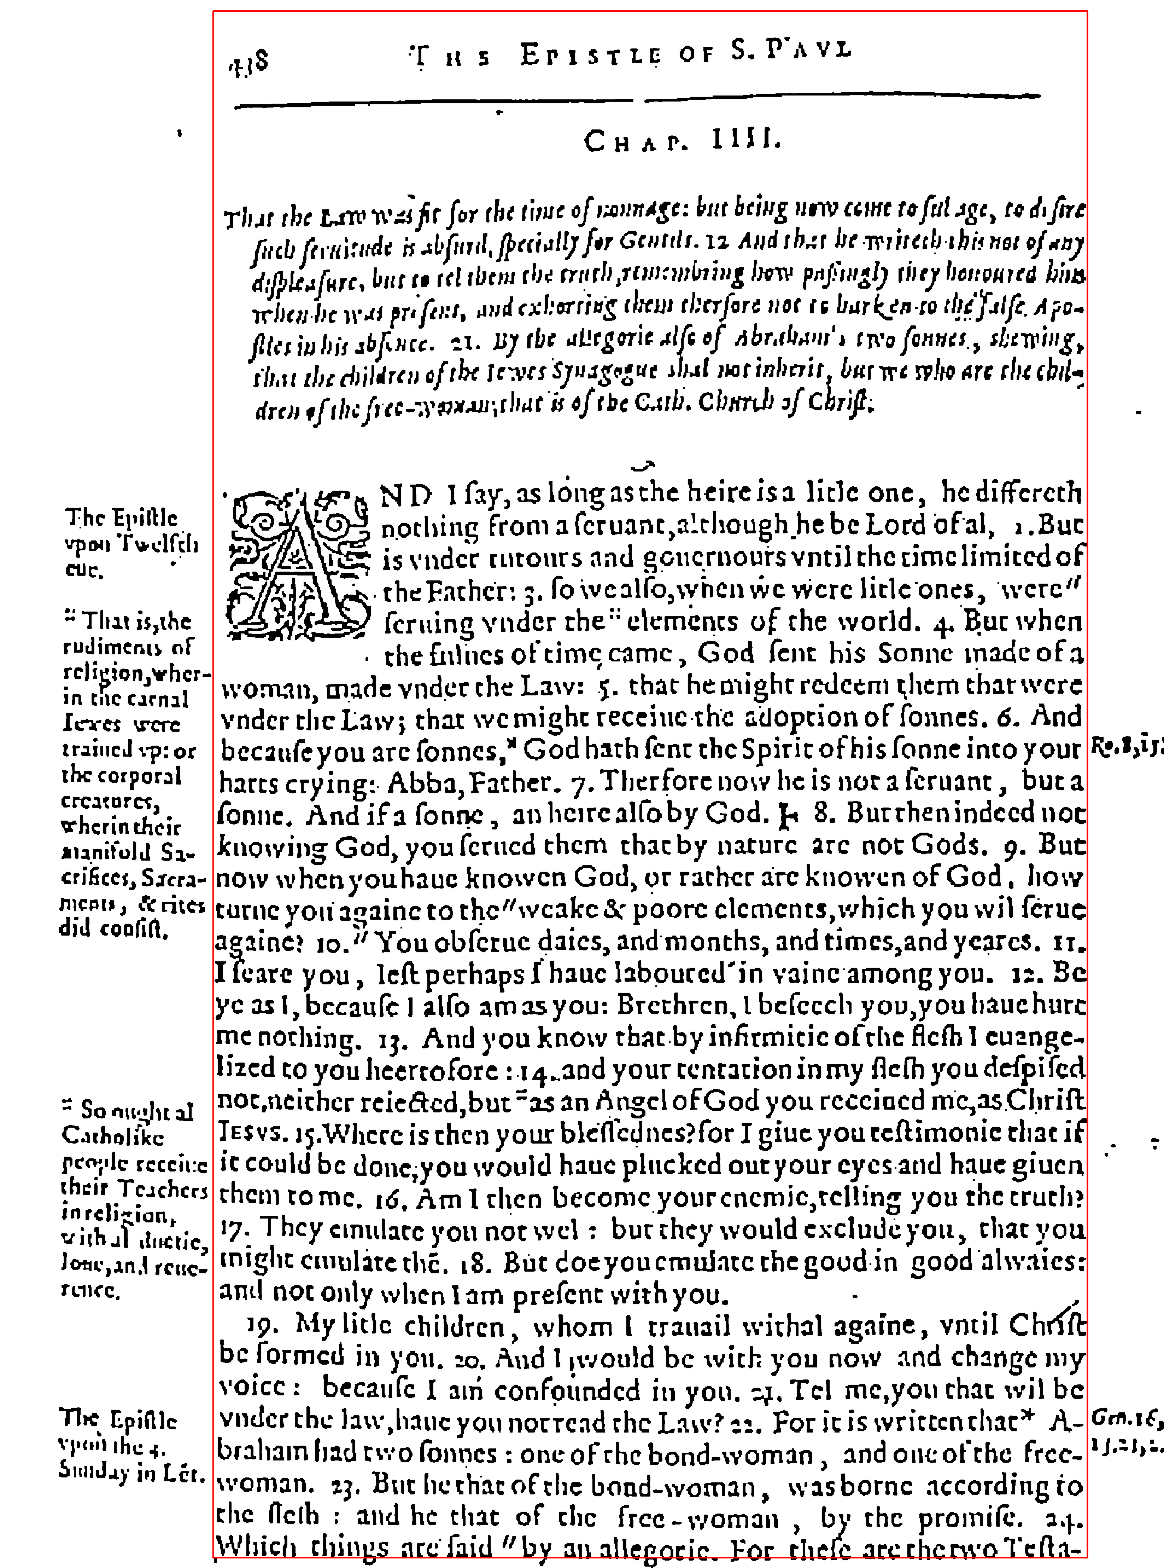 438 THE EPISTLE OF S. PAVL
CHAP. IIII.
That the Law was fit for the time of nonnage: but being now come to ful age, to desire
such seruitude is absurd, specially for Gentils. 12 And that he writeth this not of any
displeasure, but to tel them the truth, remembring how passingly they honoured him
when he was present, and exhorting them therfore not to harken to the false Apo-
stles in his absence. 21. By the allegorie also of Abraham's two sonnes, shewing,
that the children of the Iewes Synagogue shal not inherit, but we who are the chil-
dren of the free-woman, that is of the Cath. Church of Christ.
AND I ſay, as long as the heire is a litle one, he differeth
nothing from a ſeruant, although he be Lord of al, 1. But
is vnder tutours and gouernours vntil the time limited of
the Father: 3. ſo we alſo, when we were litle ones, were"
ſeruing vnder the :: elements of the world. 4. But when
the fulnes of time came, God ſent his Sonne made of a
woman, made vnder the Law: 5. that he might redeem them that were
vnder the Law; that we might receiue the adoption of ſonnes. 6. And
becauſe you are ſonnes,* God hath ſent the Spirit of his ſonne into your
harts crying: Abba, Father. 7. Therfore now he is not a ſeruant, but a
ſonne. And if a ſonne, an heire alſo by God. 8. But then indeed not
knowing God, you ſerued them that by nature are not Gods. 9. But
now when you haue knowen God, or rather are knowen of God, how
turne you againe to the "weake & poore elements, which you wil ſerue
againe? 10." You obſerue daies, and months, and times, and yeares. 11.
I feare you, leſt perhaps I haue laboured in vaine among you. 12. Be
ye as I, becauſe I alſo am as you: Brethren, I beſeech you, you haue hurt
me nothing. 13. And you know that by infirmitie of the fleſh I euange-
lized to you heertofore: 14. and your tentation in my fleſh you deſpiſed
not, neither reiected, but :: as an Angel of God you receiued me, as Chriſt
IESVS. 15. Where is then your bleſſednes? for I giue you teſtimonie that if
it could be done, you would haue plucked out your eyes and haue giuen
them to me. 16. Am I then become your enemie, telling you the truth?
17. They emulate you not wel: but they would exclude you, that you
might emulate thē. 18. But doe you emulate the good in good alwaies:
and not only when I am preſent with you.
19. My litle children, whom I trauail withal againe, vntil Chriſt
be formed in you. 20. And I would be with you now and change my
voice: becauſe I am confounded in you. 21. Tel me, you that wil be
vnder the law, haue you not read the Law? 22. For it is written that* A-
braham had two ſonnes: one of the bond-woman, and one of the free-
woman. 23. But he that of the bond-woman, was borne according to
the fleſh: and he that of the free-woman, by the promiſe. 24.
Which things are ſaid "by an allegorie. For theſe are the two Teſta-
The Epiſtle
vpon Twelfth
eue.
:: That is, the
rudiments of
religion, wher-
in the carnal
Iewes were
trained vp: or
the corporal
creatures,
wherin their
manifold Sa-
crifices, Sacra-
ments, & rites
did conſiſt.
:: So ought al
Catholike
people receiue
their Teachers
in religion,
with al dutie,
loue, and reue-
rence.
The Epiſtle
vpon the 4.
Sunday in Lēt.
Ro. 8, 15.
Gen. 16,
15. 21, 2.